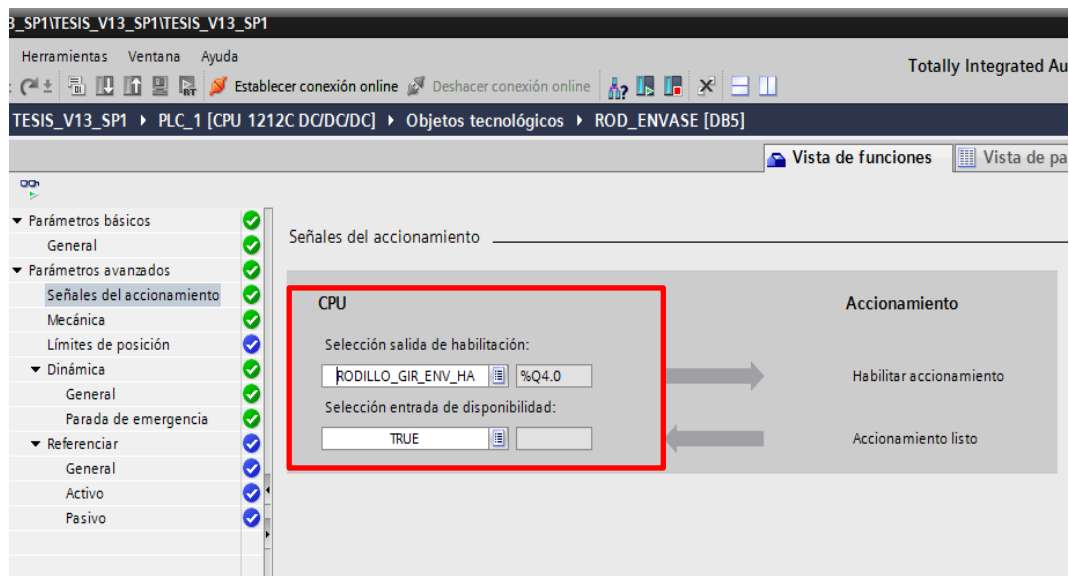 3_SP1\TESIS_V13_SP1\TESIS_V13_SP1
Herramientas Ventana Ayuda
Totally Integrated Au
Establecer conexión online Deshacer conexión online
TESIS_V13_SP1 PLC_1 [CPU 1212C DC/DC/DC] Objetos tecnológicos ROD_ENVASE [DB5]
Vista de funciones Vista de pa
Parámetros básicos
General
Parámetros avanzados
Señales del accionamiento
Mecánica
Límites de posición
Dinámica
General
Parada de emergencia
Referenciar
General
Activo
Pasivo
Señales del accionamiento
CPU
Accionamiento
Selección salida de habilitación:
RODILLO_GIR_ENV_HA %Q4.0
Habilitar accionamiento
Selección entrada de disponibilidad:
TRUE
Accionamiento listo